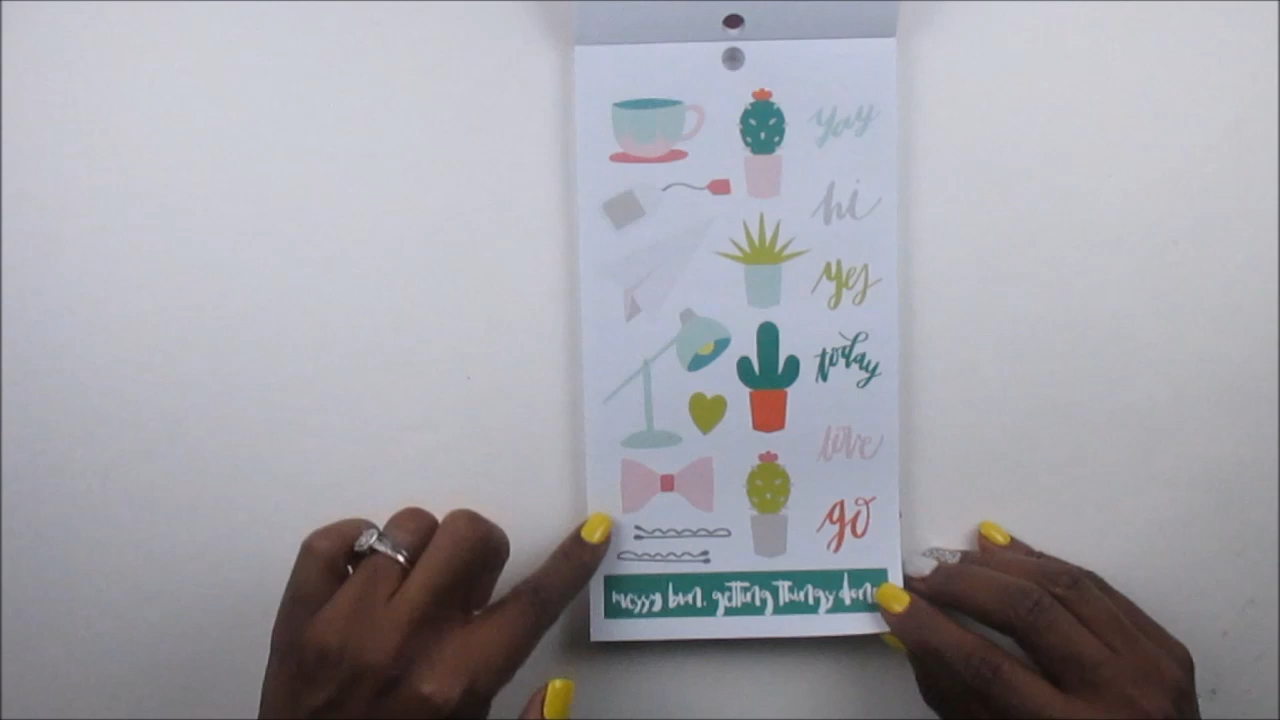 yay
hi
yes
today
love
go
messy bun. getting things done